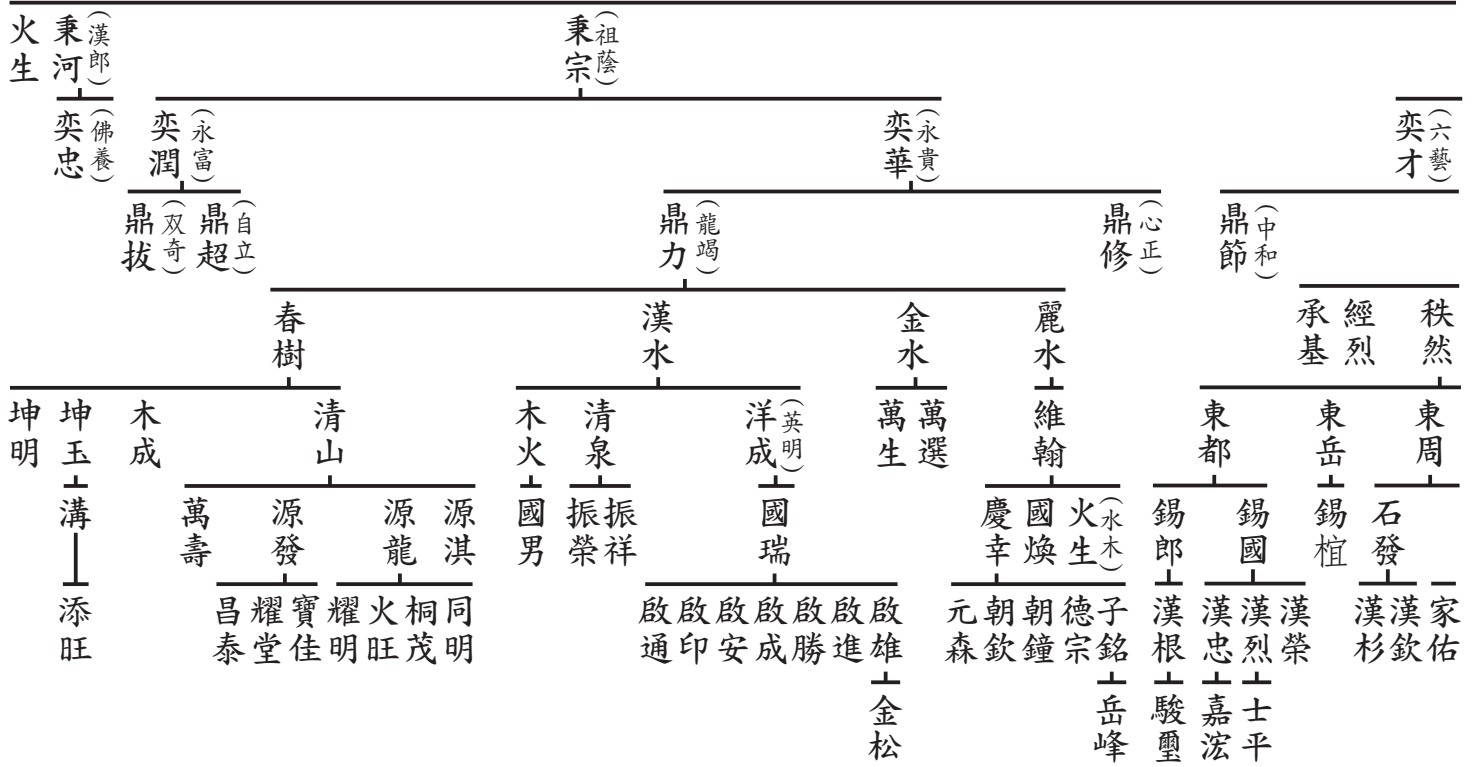 秉宗（祖蔭）
秉河（漢郎）
火生
奕才（六藝）
奕華（永貴）
奕潤（永富）
奕忠（佛養）
鼎節（中和）
鼎修（心正）
鼎力（龍竭）
鼎超（自立）
鼎拔（双奇）
秩然
經烈
承基
麗水
金水
漢水
春樹
東周
東岳
東都
維翰
萬選
萬生
洋成（英明）
清泉
木火
清山
木成
坤玉
坤明
石發
錫椬
錫國
錫郎
火生（水木）
國煥
慶幸
國瑞
振祥
振榮
國男
源淇
源龍
源發
萬壽
溝
家佑
漢欽
漢杉
漢榮
漢烈
漢忠
漢根
子銘
德宗
朝鐘
朝欽
元森
啟雄
啟進
啟勝
啟成
啟安
啟印
啟通
同明
桐茂
火旺
耀明
寶佳
耀堂
昌泰
添旺
士平
嘉浤
駿璽
岳峰
金松